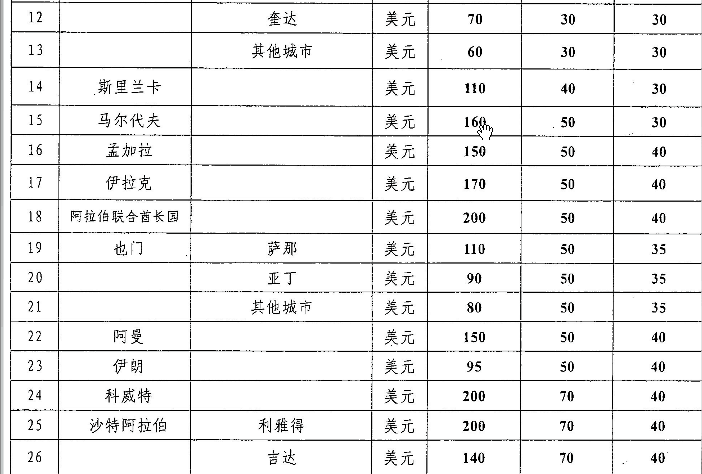 12 奎达 美元 70 30 30
13 其他城市 美元 60 30 30
14 斯里兰卡 美元 110 40 30
15 马尔代夫 美元 160 50 30
16 孟加拉 美元 150 50 40
17 伊拉克 美元 170 50 40
18 阿拉伯联合酋长国 美元 200 50 40
19 也门 萨那 美元 110 50 35
20 亚丁 美元 90 50 35
21 其他城市 美元 80 50 35
22 阿曼 美元 150 50 40
23 伊朗 美元 95 50 40
24 科威特 美元 200 70 40
25 沙特阿拉伯 利雅得 美元 200 70 40
26 吉达 美元 140 70 40